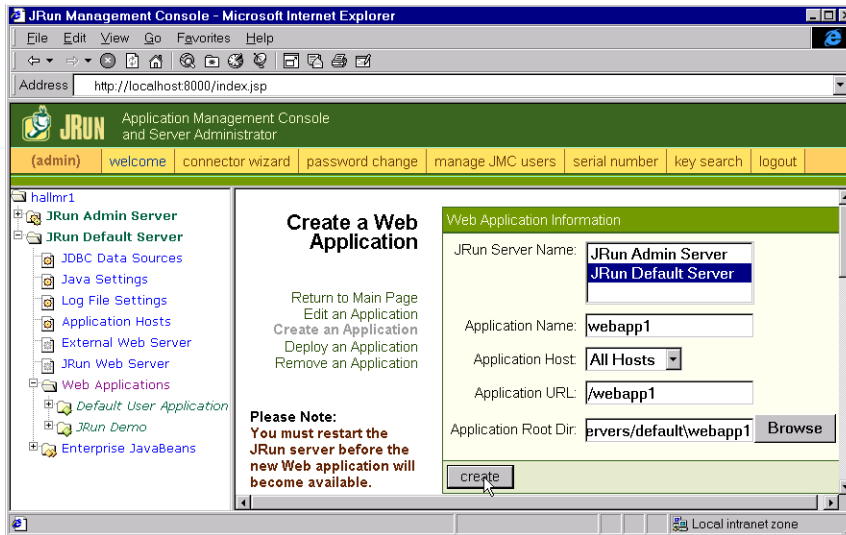 JRun Management Console - Microsoft Internet Explorer
File Edit View Go Favorites Help
Address http://localhost:8000/index.jsp
JRUN Application Management Console
and Server Administrator
(admin) welcome connector wizard password change manage JMC users serial number key search logout
hallmr1
JRun Admin Server
JRun Default Server
JDBC Data Sources
Java Settings
Log File Settings
Application Hosts
External Web Server
JRun Web Server
Web Applications
Default User Application
JRun Demo
Enterprise JavaBeans
Create a Web
Application
Return to Main Page
Edit an Application
Create an Application
Deploy an Application
Remove an Application
Please Note:
You must restart the
JRun server before the
new Web application will
become available.
Web Application Information
JRun Server Name: JRun Admin Server
JRun Default Server
Application Name: webapp1
Application Host: All Hosts
Application URL: /webapp1
Application Root Dir: ervers/default\webapp1 Browse
create
Local intranet zone